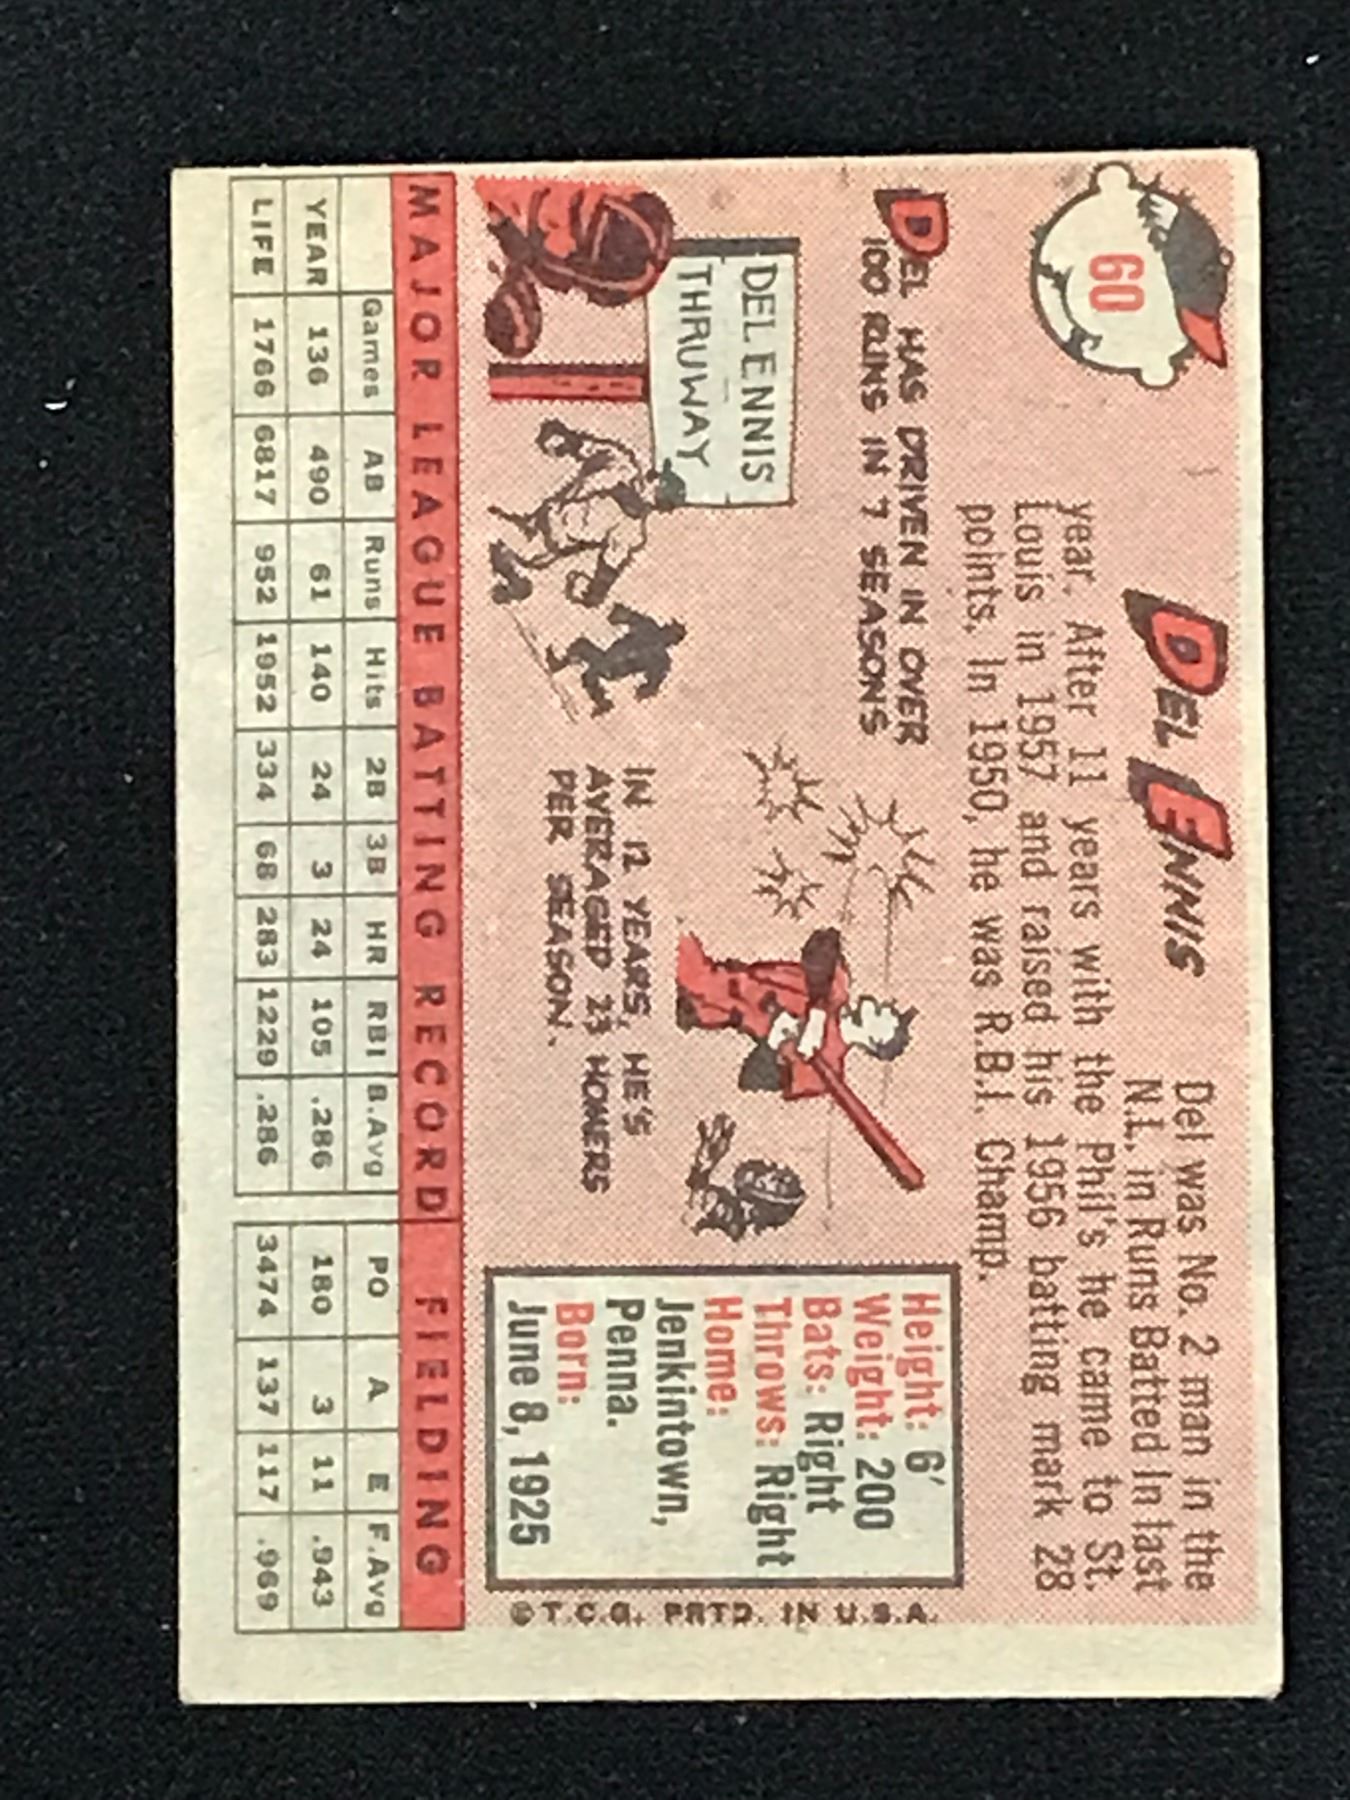 60
DEL ENNIS
Del was No. 2 man in the
N.L. in Runs Batted In last
year. After 11 years with the Phil's he came to St.
Louis in 1957 and raised his 1956 batting mark 28
points. In 1950, he was R.B.I. Champ.
DEL HAS DRIVEN IN OVER
100 RUNS IN 7 SEASONS
DEL ENNIS
THRUWAY
IN 12 YEARS, HE'S
AVERAGED 23 HOMERS
PER SEASON.
Height: 6'
Weight: 200
Bats: Right
Throws: Right
Home:
Jenkintown,
Penna.
Born:
June 8, 1925
©T.C.G. PRTD. IN U.S.A.
MAJOR LEAGUE BATTING RECORD FIELDING
Games AB Runs Hits 2B 3B HR RBI B.Avg PO A E F.Avg
YEAR 136 490 61 140 24 3 24 105 .286 180 3 11 .943
LIFE 1766 6817 952 1952 334 68 283 1229 .286 3474 137 117 .969